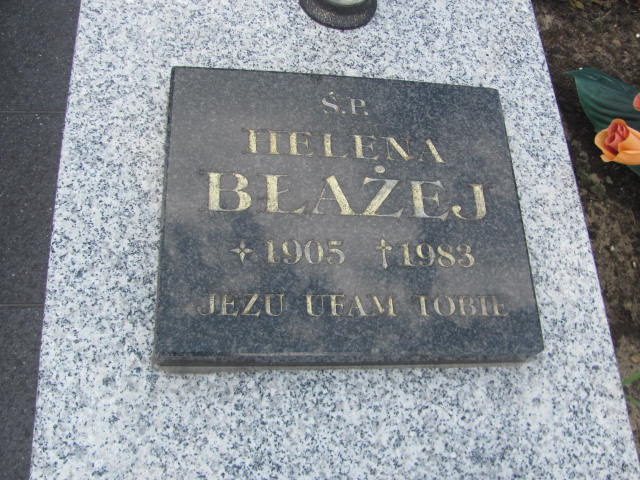 Ś.P.
HELENA
BŁAŻEJ
✧ 1905 †1983
JEZU UFAM TOBIE